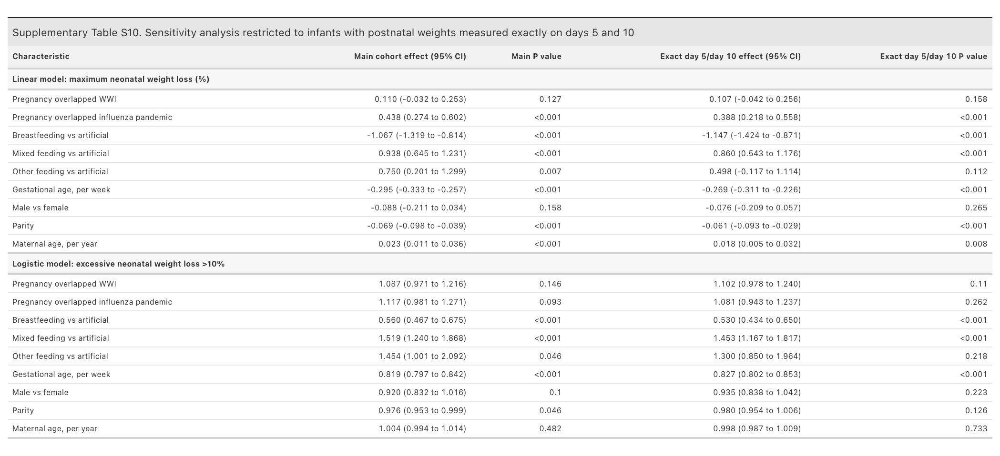 Supplementary Table S10. Sensitivity analysis restricted to infants with postnatal weights measured exactly on days 5 and 10
Characteristic Main cohort effect (95% CI) Main P value Exact day 5/day 10 effect (95% CI) Exact day 5/day 10 P value
Linear model: maximum neonatal weight loss (%)
Pregnancy overlapped WWI 0.110 (-0.032 to 0.253) 0.127 0.107 (-0.042 to 0.256) 0.158
Pregnancy overlapped influenza pandemic 0.438 (0.274 to 0.602) <0.001 0.388 (0.218 to 0.558) <0.001
Breastfeeding vs artificial -1.067 (-1.319 to -0.814) <0.001 -1.147 (-1.424 to -0.871) <0.001
Mixed feeding vs artificial 0.938 (0.645 to 1.231) <0.001 0.860 (0.543 to 1.176) <0.001
Other feeding vs artificial 0.750 (0.201 to 1.299) 0.007 0.498 (-0.117 to 1.114) 0.112
Gestational age, per week -0.295 (-0.333 to -0.257) <0.001 -0.269 (-0.311 to -0.226) <0.001
Male vs female -0.088 (-0.211 to 0.034) 0.158 -0.076 (-0.209 to 0.057) 0.265
Parity -0.069 (-0.098 to -0.039) <0.001 -0.061 (-0.093 to -0.029) <0.001
Maternal age, per year 0.023 (0.011 to 0.036) <0.001 0.018 (0.005 to 0.032) 0.008
Logistic model: excessive neonatal weight loss >10%
Pregnancy overlapped WWI 1.087 (0.971 to 1.216) 0.146 1.102 (0.978 to 1.240) 0.11
Pregnancy overlapped influenza pandemic 1.117 (0.981 to 1.271) 0.093 1.081 (0.943 to 1.237) 0.262
Breastfeeding vs artificial 0.560 (0.467 to 0.675) <0.001 0.530 (0.434 to 0.650) <0.001
Mixed feeding vs artificial 1.519 (1.240 to 1.868) <0.001 1.453 (1.167 to 1.817) <0.001
Other feeding vs artificial 1.454 (1.001 to 2.092) 0.046 1.300 (0.850 to 1.964) 0.218
Gestational age, per week 0.819 (0.797 to 0.842) <0.001 0.827 (0.802 to 0.853) <0.001
Male vs female 0.920 (0.832 to 1.016) 0.1 0.935 (0.838 to 1.042) 0.223
Parity 0.976 (0.953 to 0.999) 0.046 0.980 (0.954 to 1.006) 0.126
Maternal age, per year 1.004 (0.994 to 1.014) 0.482 0.998 (0.987 to 1.009) 0.733